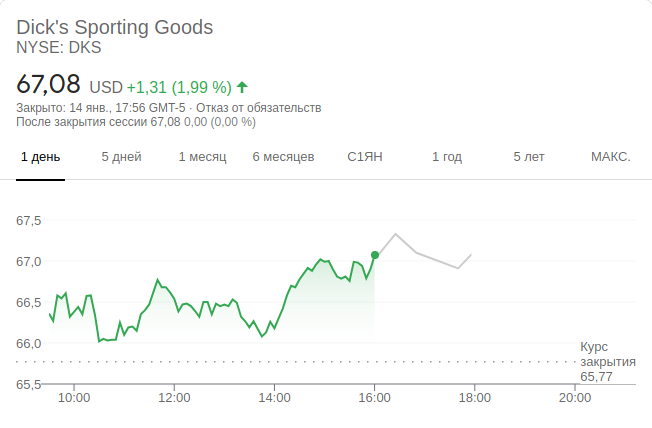 Dick's Sporting Goods
NYSE: DKS
67,08 USD +1,31 (1,99 %)
Закрыто: 14 янв., 17:56 GMT-5 · Отказ от обязательств
После закрытия сессии 67,08 0,00 (0,00 %)
1 день 5 дней 1 месяц 6 месяцев С1ЯН 1 год 5 лет МАКС.
67,5
67,0
66,5
66,0
Курс
закрытия
65,77
65,5
10:00 12:00 14:00 16:00 18:00 20:00